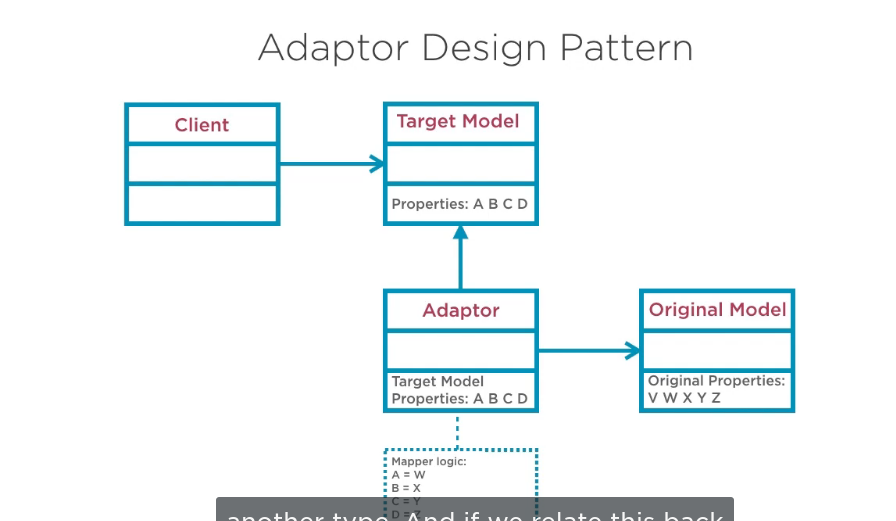 Adaptor Design Pattern
Client
Target Model
Properties: A B C D
Adaptor
Target Model
Properties: A B C D
Original Model
Original Properties:
V W X Y Z
Mapper logic:
A = W
B = X
C = Y
D = Z
another type. And if we relate this back